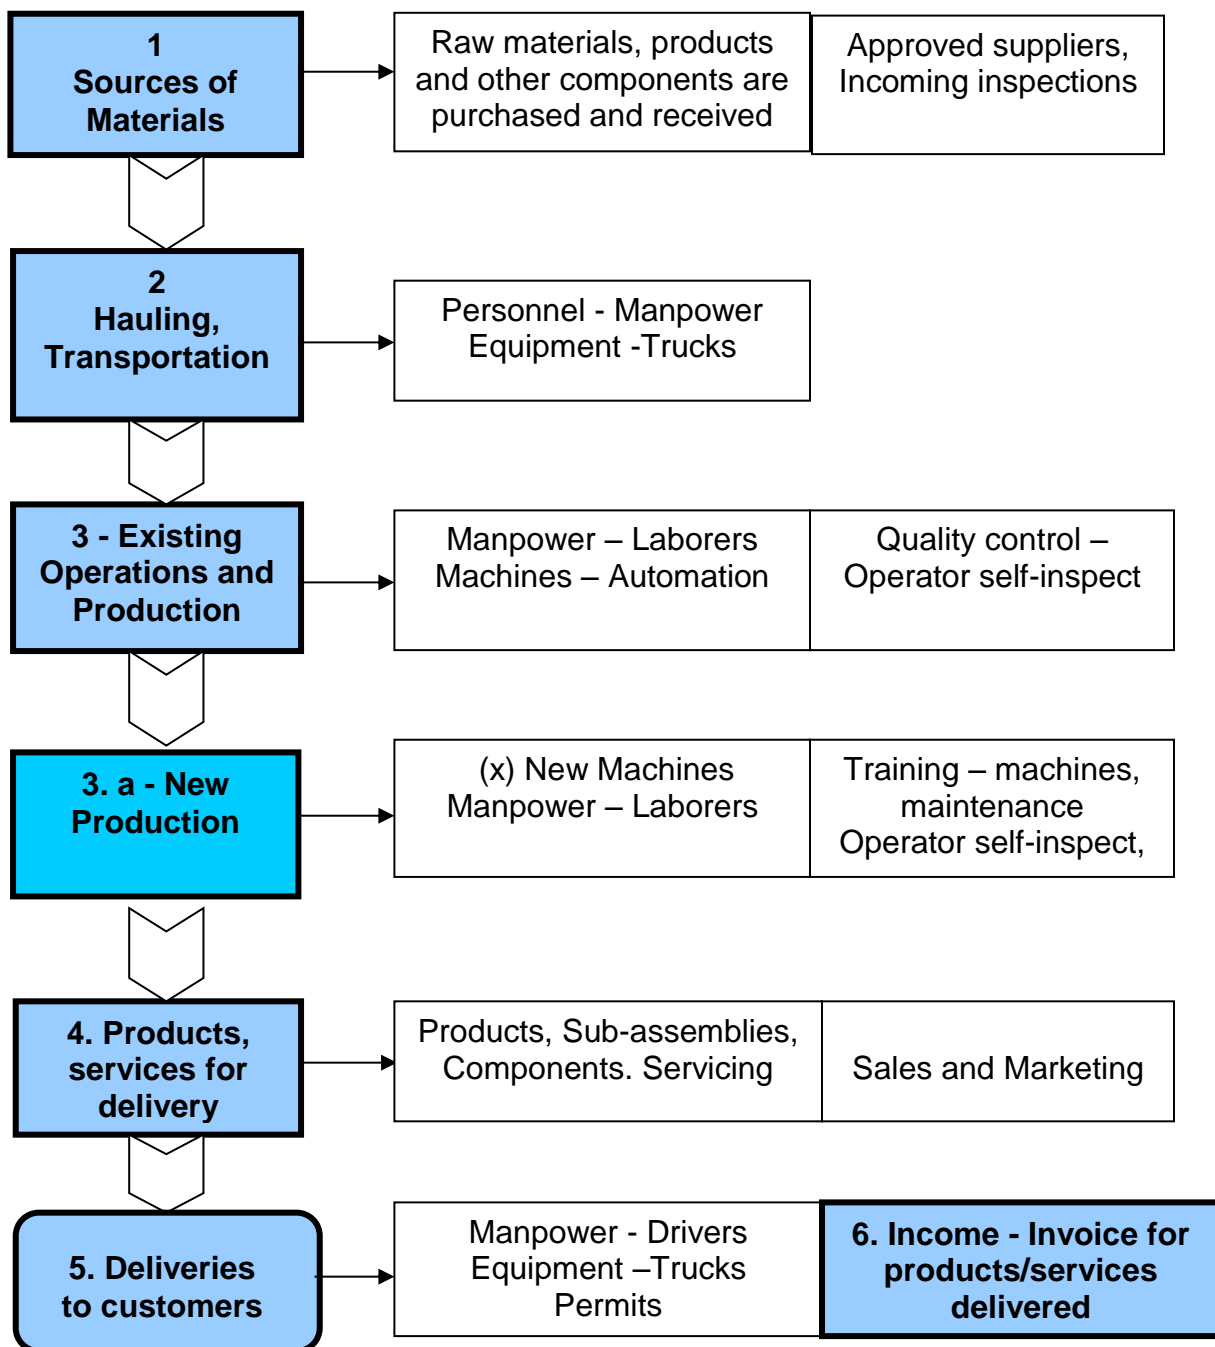 1
Sources of
Materials
Raw materials, products
and other components are
purchased and received
Approved suppliers,
Incoming inspections
2
Hauling,
Transportation
Personnel - Manpower
Equipment -Trucks
3 - Existing
Operations and
Production
Manpower – Laborers
Machines – Automation
Quality control –
Operator self-inspect
3. a - New
Production
(x) New Machines
Manpower – Laborers
Training – machines,
maintenance
Operator self-inspect,
4. Products,
services for
delivery
Products, Sub-assemblies,
Components. Servicing
Sales and Marketing
5. Deliveries
to customers
Manpower - Drivers
Equipment –Trucks
Permits
6. Income - Invoice for
products/services
delivered